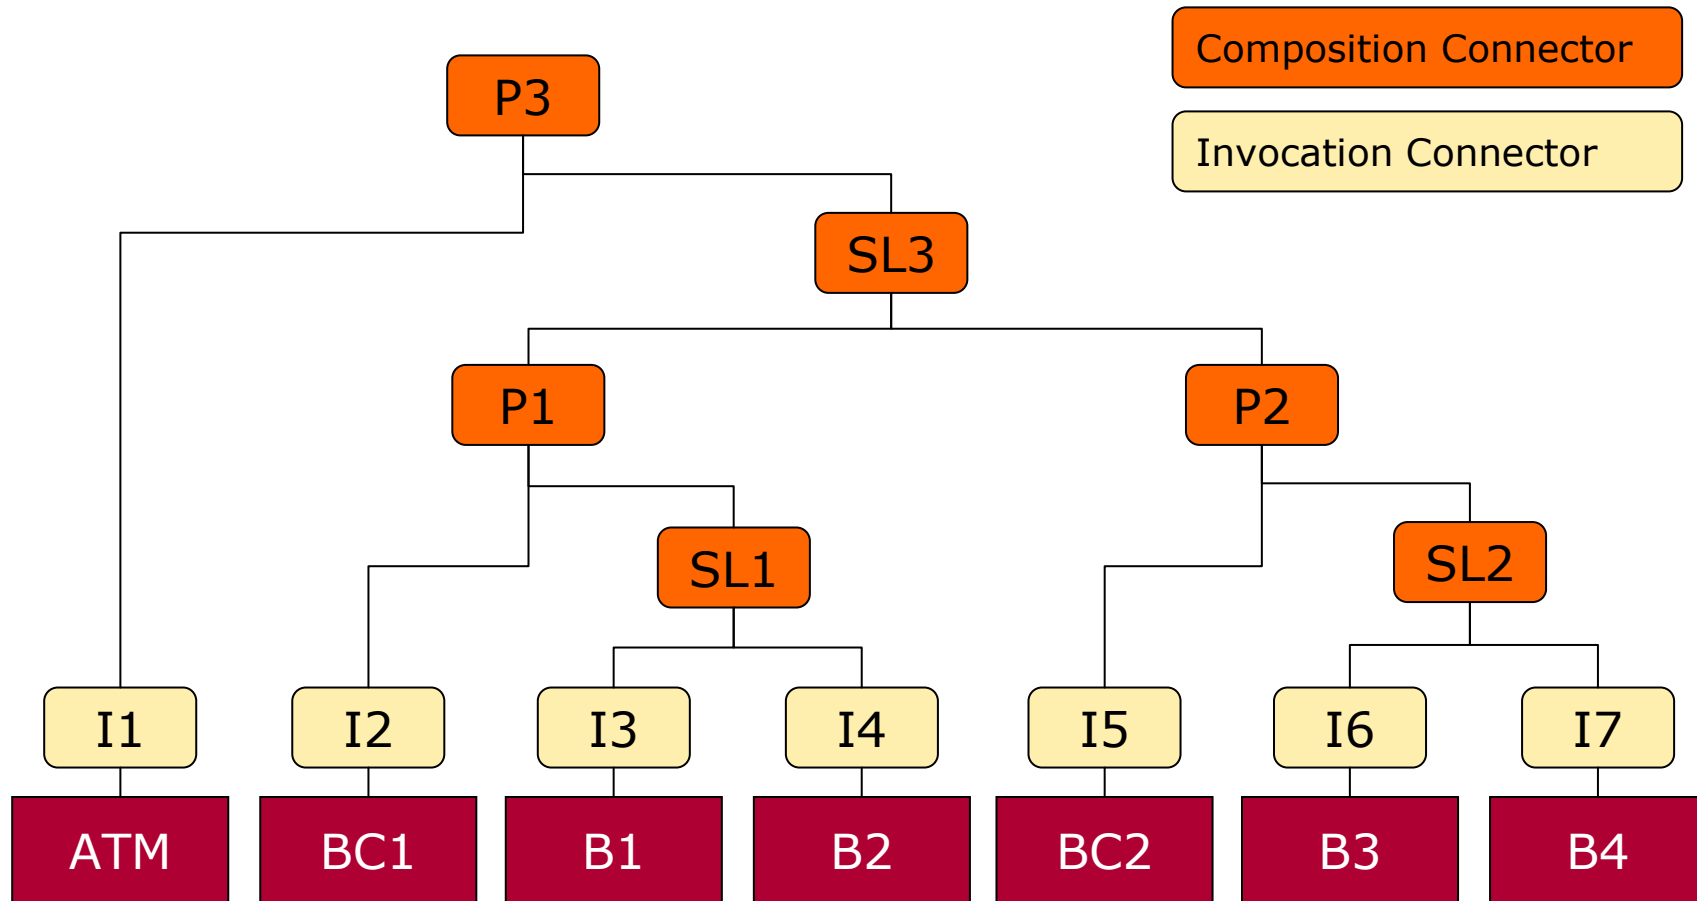 Composition Connector
P3
Invocation Connector
SL3
P1
P2
SL1
SL2
I1
I2
I3
I4
I5
I6
I7
ATM
BC1
B1
B2
BC2
B3
B4